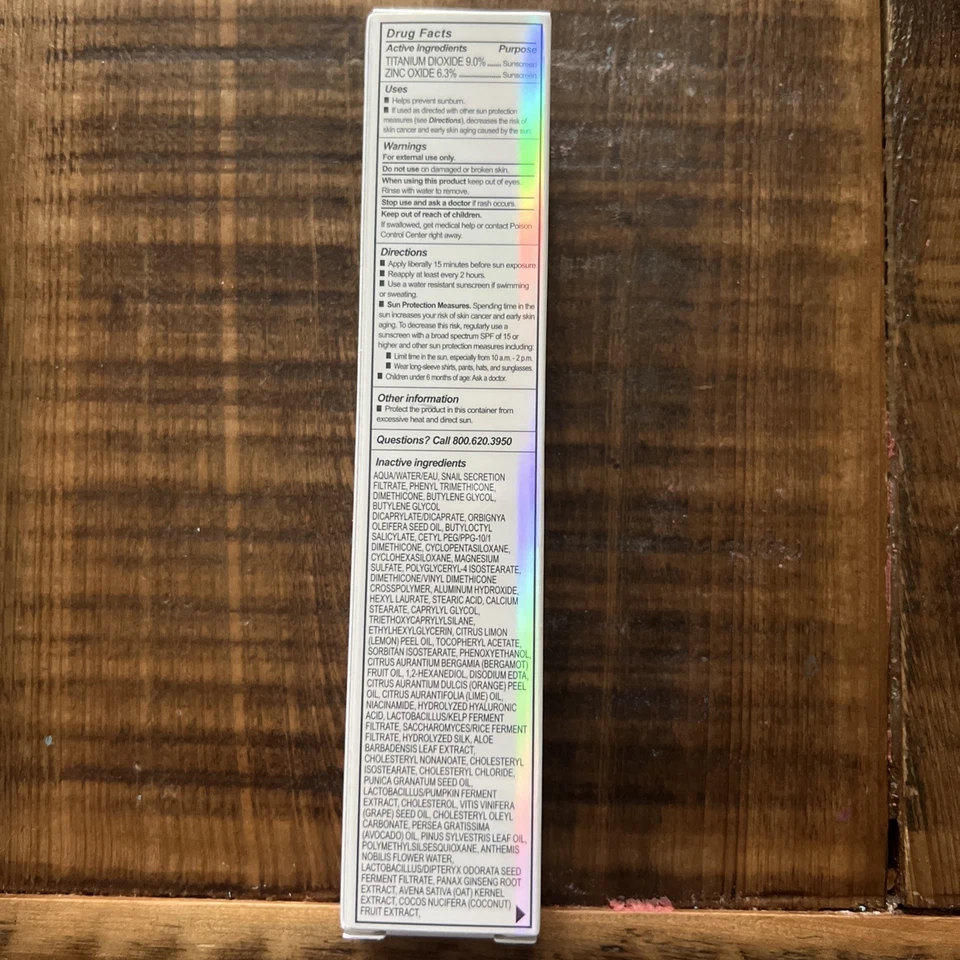 Drug Facts
Active ingredients Purpose
TITANIUM DIOXIDE 9.0% Sunscreen
ZINC OXIDE 6.3% Sunscreen
Uses
■ Helps prevent sunburn.
■ If used as directed with other sun protection
measures (see Directions), decreases the risk of
skin cancer and early skin aging caused by the sun.
Warnings
For external use only.
Do not use on damaged or broken skin.
When using this product keep out of eyes.
Rinse with water to remove.
Stop use and ask a doctor if rash occurs.
Keep out of reach of children.
If swallowed, get medical help or contact Poison
Control Center right away.
Directions
■ Apply liberally 15 minutes before sun exposure
■ Reapply at least every 2 hours.
■ Use a water resistant sunscreen if swimming
or sweating.
■ Sun Protection Measures. Spending time in the
sun increases your risk of skin cancer and early skin
aging. To decrease this risk, regularly use a
sunscreen with a broad spectrum SPF of 15 or
higher and other sun protection measures including:
■ Limit time in the sun, especially from 10 a.m. - 2 p.m.
■ Wear long-sleeve shirts, pants, hats, and sunglasses.
■ Children under 6 months of age: Ask a doctor.
Other information
■ Protect the product in this container from
excessive heat and direct sun.
Questions? Call 800.620.3950
Inactive ingredients
AQUA/WATER/EAU, SNAIL SECRETION
FILTRATE, PHENYL TRIMETHICONE,
DIMETHICONE, BUTYLENE GLYCOL,
BUTYLENE GLYCOL
DICAPRYLATE/DICAPRATE, ORBIGNYA
OLEIFERA SEED OIL, BUTYLOCTYL
SALICYLATE, CETYL PEG/PPG-10/1
DIMETHICONE, CYCLOPENTASILOXANE,
CYCLOHEXASILOXANE, MAGNESIUM
SULFATE, POLYGLYCERYL-4 ISOSTEARATE,
DIMETHICONE/VINYL DIMETHICONE
CROSSPOLYMER, ALUMINUM HYDROXIDE,
HEXYL LAURATE, STEARIC ACID, CALCIUM
STEARATE, CAPRYLYL GLYCOL,
TRIETHOXYCAPRYLYLSILANE,
ETHYLHEXYLGLYCERIN, CITRUS LIMON
(LEMON) PEEL OIL, TOCOPHERYL ACETATE,
SORBITAN ISOSTEARATE, PHENOXYETHANOL,
CITRUS AURANTIUM BERGAMIA (BERGAMOT)
FRUIT OIL, 1,2-HEXANEDIOL, DISODIUM EDTA,
CITRUS AURANTIUM DULCIS (ORANGE) PEEL
OIL, CITRUS AURANTIFOLIA (LIME) OIL,
NIACINAMIDE, HYDROLYZED HYALURONIC
ACID, LACTOBACILLUS/KELP FERMENT
FILTRATE, SACCHAROMYCES/RICE FERMENT
FILTRATE, HYDROLYZED SILK, ALOE
BARBADENSIS LEAF EXTRACT,
CHOLESTERYL NONANOATE, CHOLESTERYL
ISOSTEARATE, CHOLESTERYL CHLORIDE,
PUNICA GRANATUM SEED OIL,
LACTOBACILLUS/PUMPKIN FERMENT
EXTRACT, CHOLESTEROL, VITIS VINIFERA
(GRAPE) SEED OIL, CHOLESTERYL OLEYL
CARBONATE, PERSEA GRATISSIMA
(AVOCADO) OIL, PINUS SYLVESTRIS LEAF OIL,
POLYMETHYLSILSESQUIOXANE, ANTHEMIS
NOBILIS FLOWER WATER,
LACTOBACILLUS/DIPTERYX ODORATA SEED
FERMENT FILTRATE, PANAX GINSENG ROOT
EXTRACT, AVENA SATIVA (OAT) KERNEL
EXTRACT, COCOS NUCIFERA (COCONUT)
FRUIT EXTRACT,